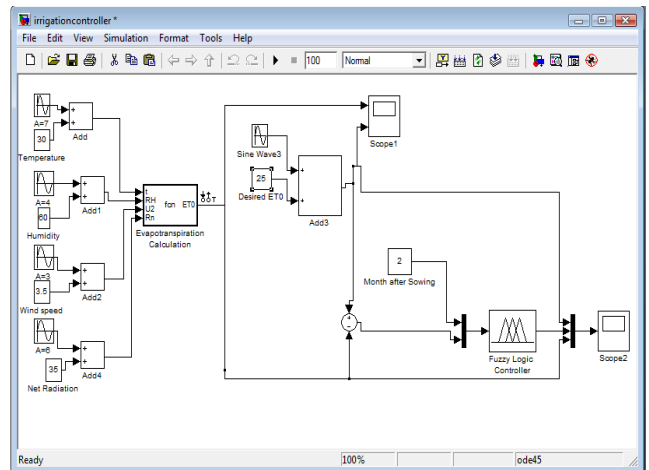 irrigationcontroller *
File Edit View Simulation Format Tools Help
100 Normal
A=7
Add
30
Temperature
A=4
Add1
60
Humidity
A=3
Add2
3.5
Wind speed
A=6
Add4
35
Net Radiation
t
RH
U2
Rn
fcn
ET0
Evapotranspiration
Calculation
T
Sine Wave3
25
Desired ET0
Add3
Scope1
2
Month after Sowing
Fuzzy Logic
Controller
Scope2
Ready 100% ode45